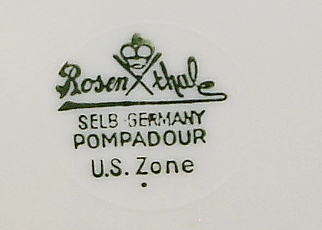 Rosenthal
SELB GERMANY
POMPADOUR
U.S. Zone